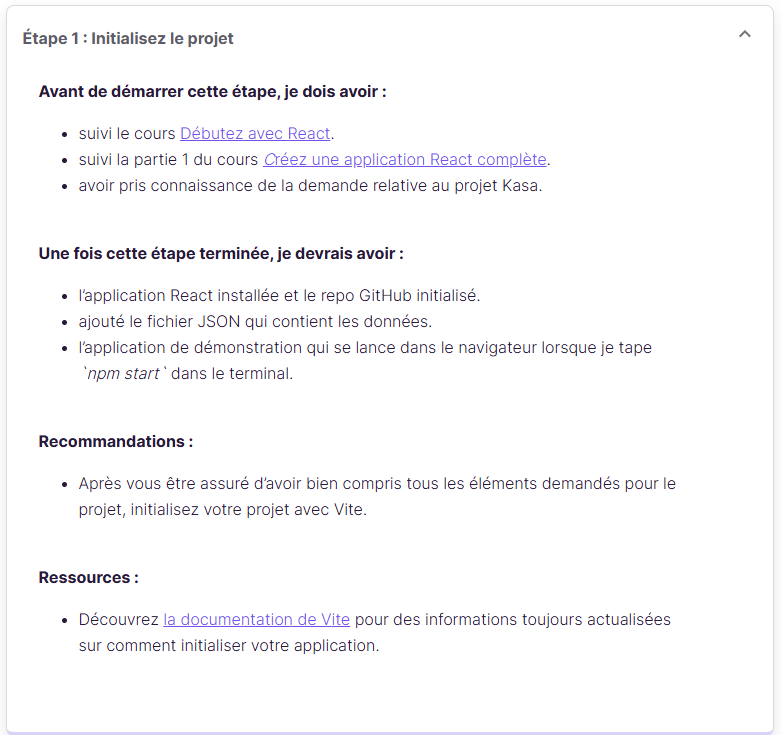 Étape 1 : Initialisez le projet
Avant de démarrer cette étape, je dois avoir :
• suivi le cours Débutez avec React.
• suivi la partie 1 du cours Créez une application React complète.
• avoir pris connaissance de la demande relative au projet Kasa.
Une fois cette étape terminée, je devrais avoir :
• l’application React installée et le repo GitHub initialisé.
• ajouté le fichier JSON qui contient les données.
• l’application de démonstration qui se lance dans le navigateur lorsque je tape
`npm start` dans le terminal.
Recommandations :
• Après vous être assuré d’avoir bien compris tous les éléments demandés pour le
projet, initialisez votre projet avec Vite.
Ressources :
• Découvrez la documentation de Vite pour des informations toujours actualisées
sur comment initialiser votre application.